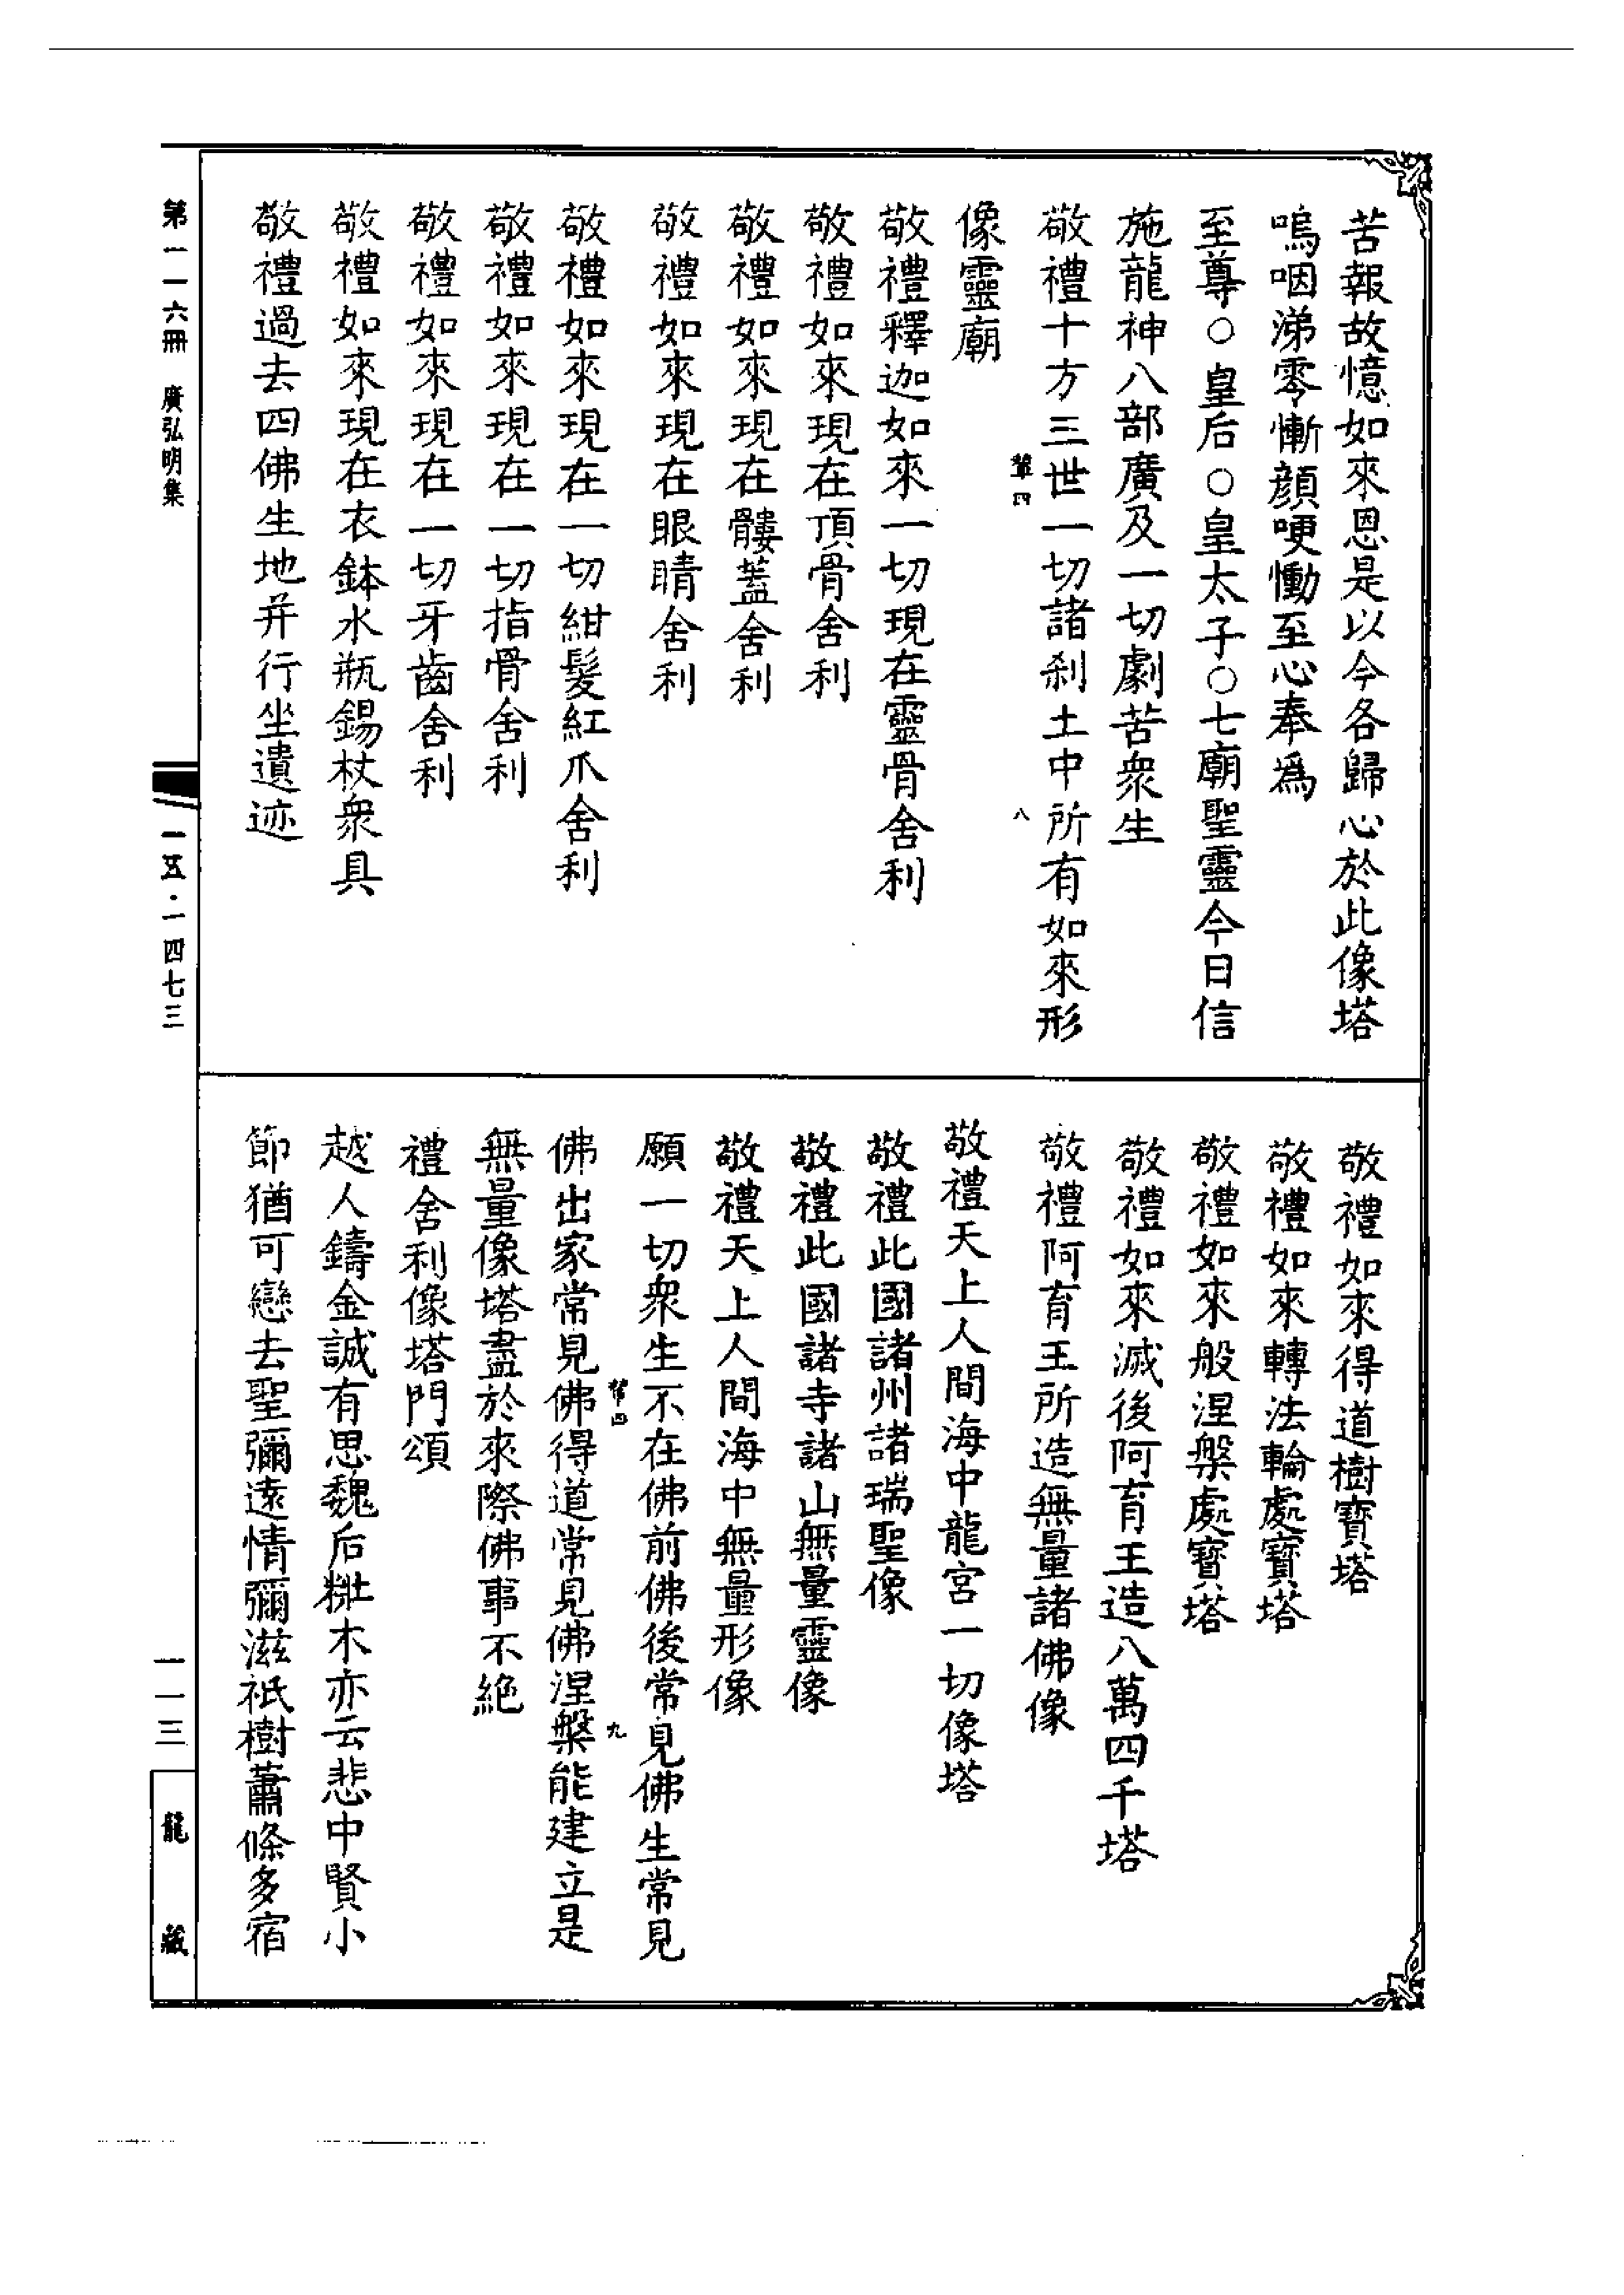 苦報故憶如來恩是以今各歸心於此像塔
嗚咽涕零慚顔哽慟至心奉爲
至尊○皇后○皇太子○七廟聖靈今日信
施龍神八部廣及一切劇苦衆生
敬禮十方三世一切諸刹土中所有如來形
八
像靈廟
敬禮釋迦如來一切現在靈骨舍利
敬禮如來現在頂骨舍利
敬禮如來現在髏蓋舍利
敬禮如來現在眼睛舍利
敬禮如來現在一切紺髮紅爪舍利
敬禮如來現在一切指骨舍利
敬禮如來現在一切牙齒舍利
敬禮如來現在衣鉢水瓶錫杖衆具
敬禮過去四佛生地并行坐遺迹
敬禮如來得道樹寶塔
敬禮如來轉法輪處寶塔
敬禮如來般涅槃處寶塔
敬禮如來滅後阿育王造八萬四千塔
敬禮阿育王所造無量諸佛像
敬禮天上人間海中龍宮一切像塔
敬禮此國諸州諸瑞聖像
敬禮此國諸寺諸山無量靈像
敬禮天上人間海中無量形像
願一切衆生不在佛前佛後常見佛生常見
九
佛出家常見佛得道常見佛涅槃能建立是
無量像塔盡於來際佛事不絶
禮舍利像塔門頌
越人鑄金誠有思魏后粃木亦云悲中賢小
節猶可戀去聖彌遠情彌滋祇樹蕭條多宿
第一一六冊 廣弘明集
一五·一四七三
一一三
龍藏